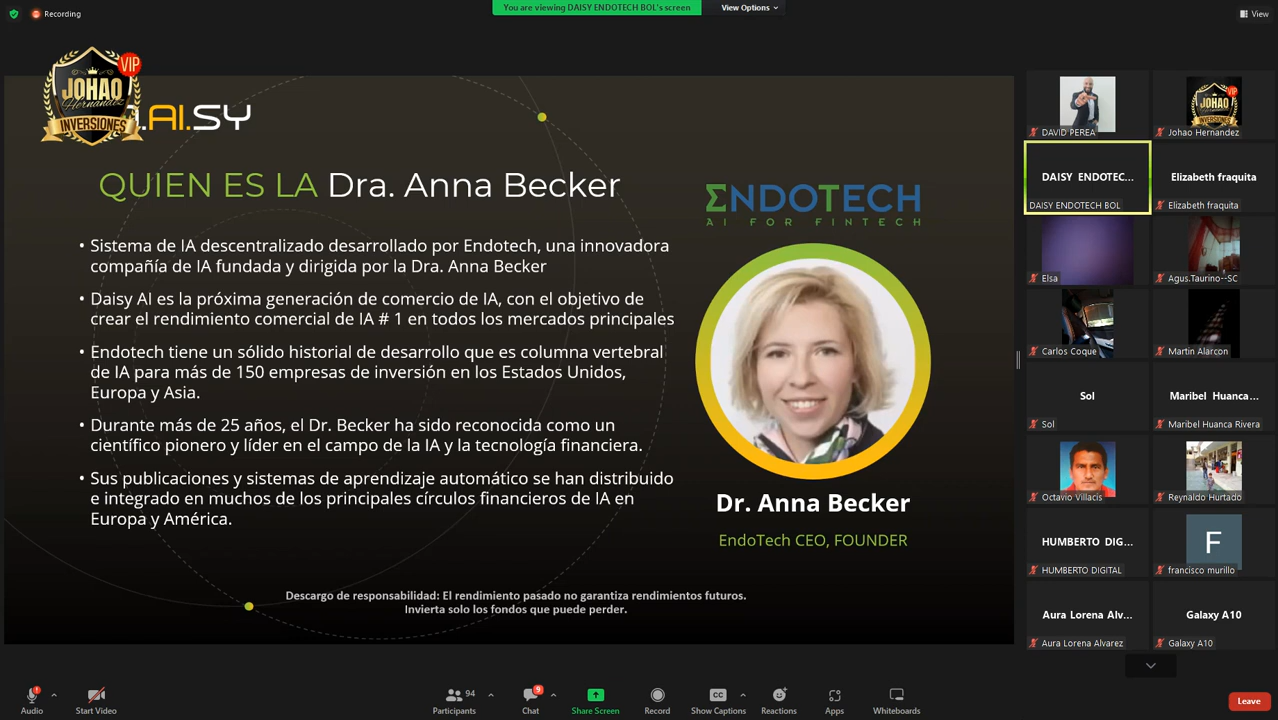 Recording
You are viewing DAISY ENDOTECH BOL's screen
View Options
View
VIP
JOHAO
Hernandez
INVERSIONES
.AI.SY
QUIEN ES LA Dra. Anna Becker
• Sistema de IA descentralizado desarrollado por Endotech, una innovadora
compañía de IA fundada y dirigida por la Dra. Anna Becker
• Daisy AI es la próxima generación de comercio de IA, con el objetivo de
crear el rendimiento comercial de IA # 1 en todos los mercados principales
• Endotech tiene un sólido historial de desarrollo que es columna vertebral
de IA para más de 150 empresas de inversión en los Estados Unidos,
Europa y Asia.
• Durante más de 25 años, el Dr. Becker ha sido reconocida como un
científico pionero y líder en el campo de la IA y la tecnología financiera.
• Sus publicaciones y sistemas de aprendizaje automático se han distribuido
e integrado en muchos de los principales círculos financieros de IA en
Europa y América.
ENDOTECH
AI FOR FINTECH
Dr. Anna Becker
EndoTech CEO, FOUNDER
Descargo de responsabilidad: El rendimiento pasado no garantiza rendimientos futuros.
Invierta solo los fondos que puede perder.
DAVID PEREA
JOHAO
Hernandez
INVERSIONES
VIP
Johao Hernandez
DAISY ENDOTEC...
DAISY ENDOTECH BOL
Elizabeth fraquita
Elizabeth fraquita
Elsa
Agus.Taurino--SC
Carlos Coque
Martin Alarcon
Sol
Sol
Maribel Huanca...
Maribel Huanca Rivera
Octavio Villacis
Reynaldo Hurtado
HUMBERTO DIG...
HUMBERTO DIGITAL
F
francisco murillo
Aura Lorena Alv...
Aura Lorena Alvarez
Galaxy A10
Galaxy A10
Audio
Start Video
94
Participants
9
Chat
Share Screen
Record
CC
Show Captions
Reactions
Apps
Whiteboards
Leave